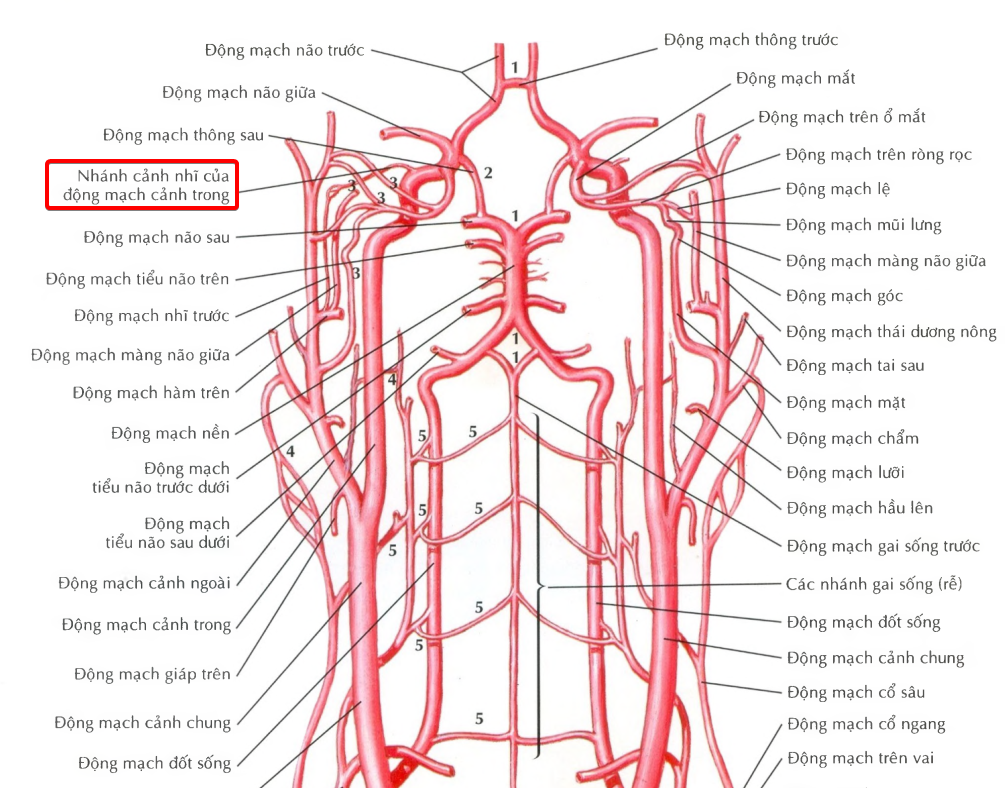 Động mạch não trước
Động mạch não giữa
Động mạch thông sau
Nhánh cảnh nhĩ của
động mạch cảnh trong
Động mạch não sau
Động mạch tiểu não trên
Động mạch nhĩ trước
Động mạch màng não giữa
Động mạch hàm trên
Động mạch nền
Động mạch
tiểu não trước dưới
Động mạch
tiểu não sau dưới
Động mạch cảnh ngoài
Động mạch cảnh trong
Động mạch giáp trên
Động mạch cảnh chung
Động mạch đốt sống
1
2
3
3
3
1
1
1
4
4
5
5
5
5
5
5
5
5
Động mạch thông trước
Động mạch mắt
Động mạch trên ổ mắt
Động mạch trên ròng rọc
Động mạch lệ
Động mạch mũi lưng
Động mạch màng não giữa
Động mạch góc
Động mạch thái dương nông
Động mạch tai sau
Động mạch mặt
Động mạch chẩm
Động mạch lưỡi
Động mạch hầu lên
Động mạch gai sống trước
Các nhánh gai sống (rễ)
Động mạch đốt sống
Động mạch cảnh chung
Động mạch cổ sâu
Động mạch cổ ngang
Động mạch trên vai